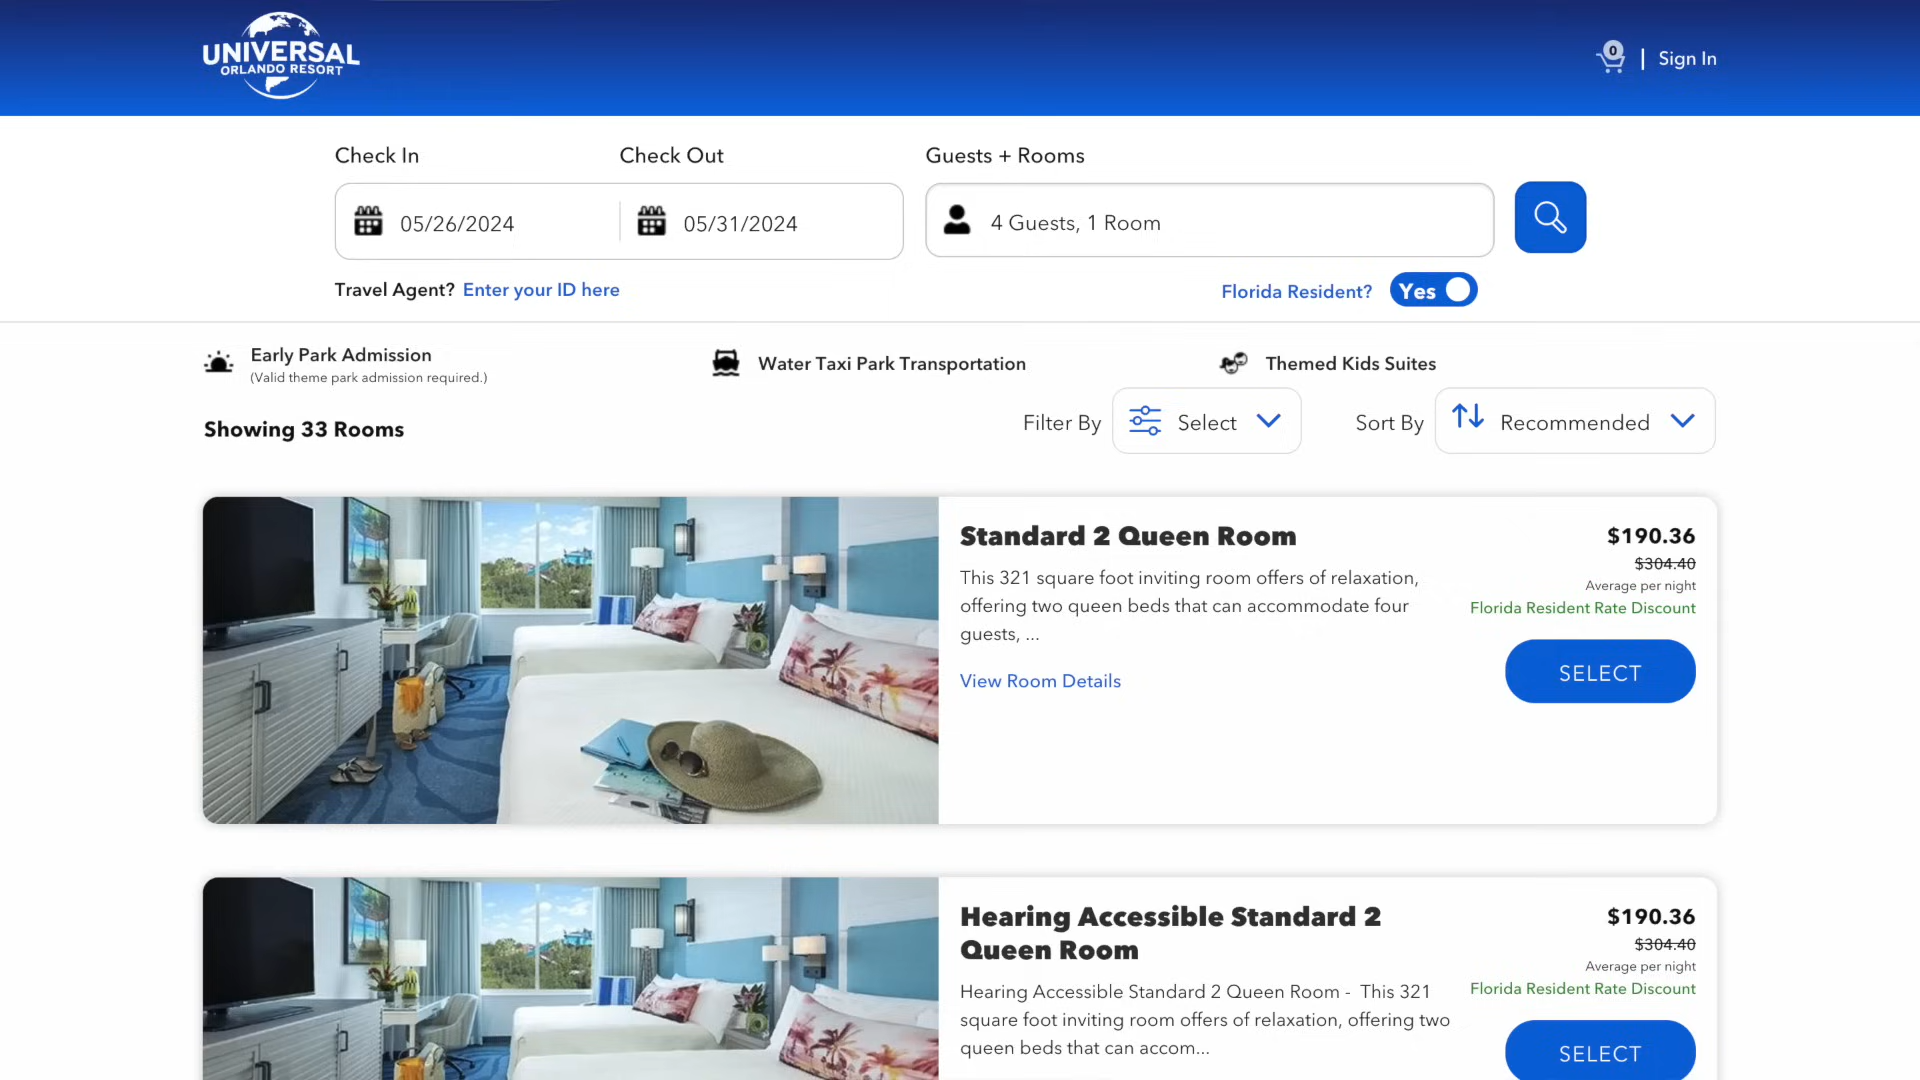 UNIVERSAL
ORLANDO RESORT
0
Sign In
Check In
Check Out
Guests + Rooms
05/26/2024
05/31/2024
4 Guests, 1 Room
Travel Agent? Enter your ID here
Florida Resident?
Yes
Early Park Admission
(Valid theme park admission required.)
Water Taxi Park Transportation
Themed Kids Suites
Showing 33 Rooms
Filter By
Select
Sort By
Recommended
Standard 2 Queen Room
This 321 square foot inviting room offers of relaxation,
offering two queen beds that can accommodate four
guests, ...
View Room Details
$190.36
$304.40
Average per night
Florida Resident Rate Discount
SELECT
Hearing Accessible Standard 2
Queen Room
Hearing Accessible Standard 2 Queen Room - This 321
square foot inviting room offers of relaxation, offering two
queen beds that can accom...
$190.36
$304.40
Average per night
Florida Resident Rate Discount
SELECT